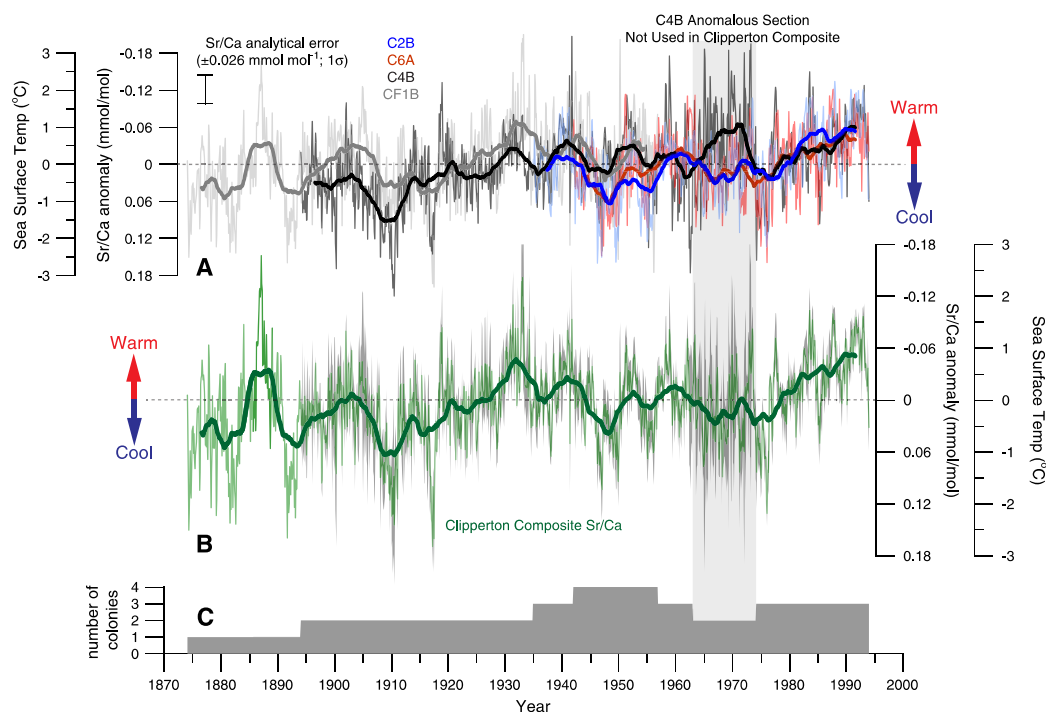 C4B Anomalous Section
Not Used in Clipperton Composite
Sr/Ca analytical error
(±0.026 mmol mol⁻¹; 1σ)
C2B
C6A
C4B
CF1B
Sea Surface Temp (°C)
3
2
1
0
-1
-2
-3
Sr/Ca anomaly (mmol/mol)
-0.18
-0.12
-0.06
0
0.06
0.12
0.18
A
Warm
Cool
Warm
Cool
-0.18
-0.12
-0.06
0
0.06
0.12
0.18
Sr/Ca anomaly (mmol/mol)
3
2
1
0
-1
-2
-3
Sea Surface Temp (°C)
Clipperton Composite Sr/Ca
B
number of
colonies
4
3
2
1
0
C
1870 1880 1890 1900 1910 1920 1930 1940 1950 1960 1970 1980 1990 2000
Year